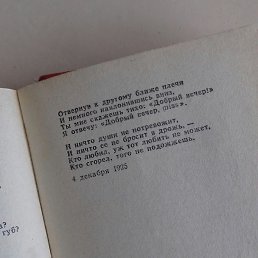 Отвернув к другому ближе плечи
И немного наклонившись вниз,
Ты мне скажешь тихо: «Добрый вечер!»
Я отвечу: «Добрый вечер, miss».
И ничто души не потревожит,
И ничто ее не бросит в дрожь, —
Кто любил, уж тот любить не может,
Кто сгорел, того не подожжешь.
4 декабря 1925
?
губ?